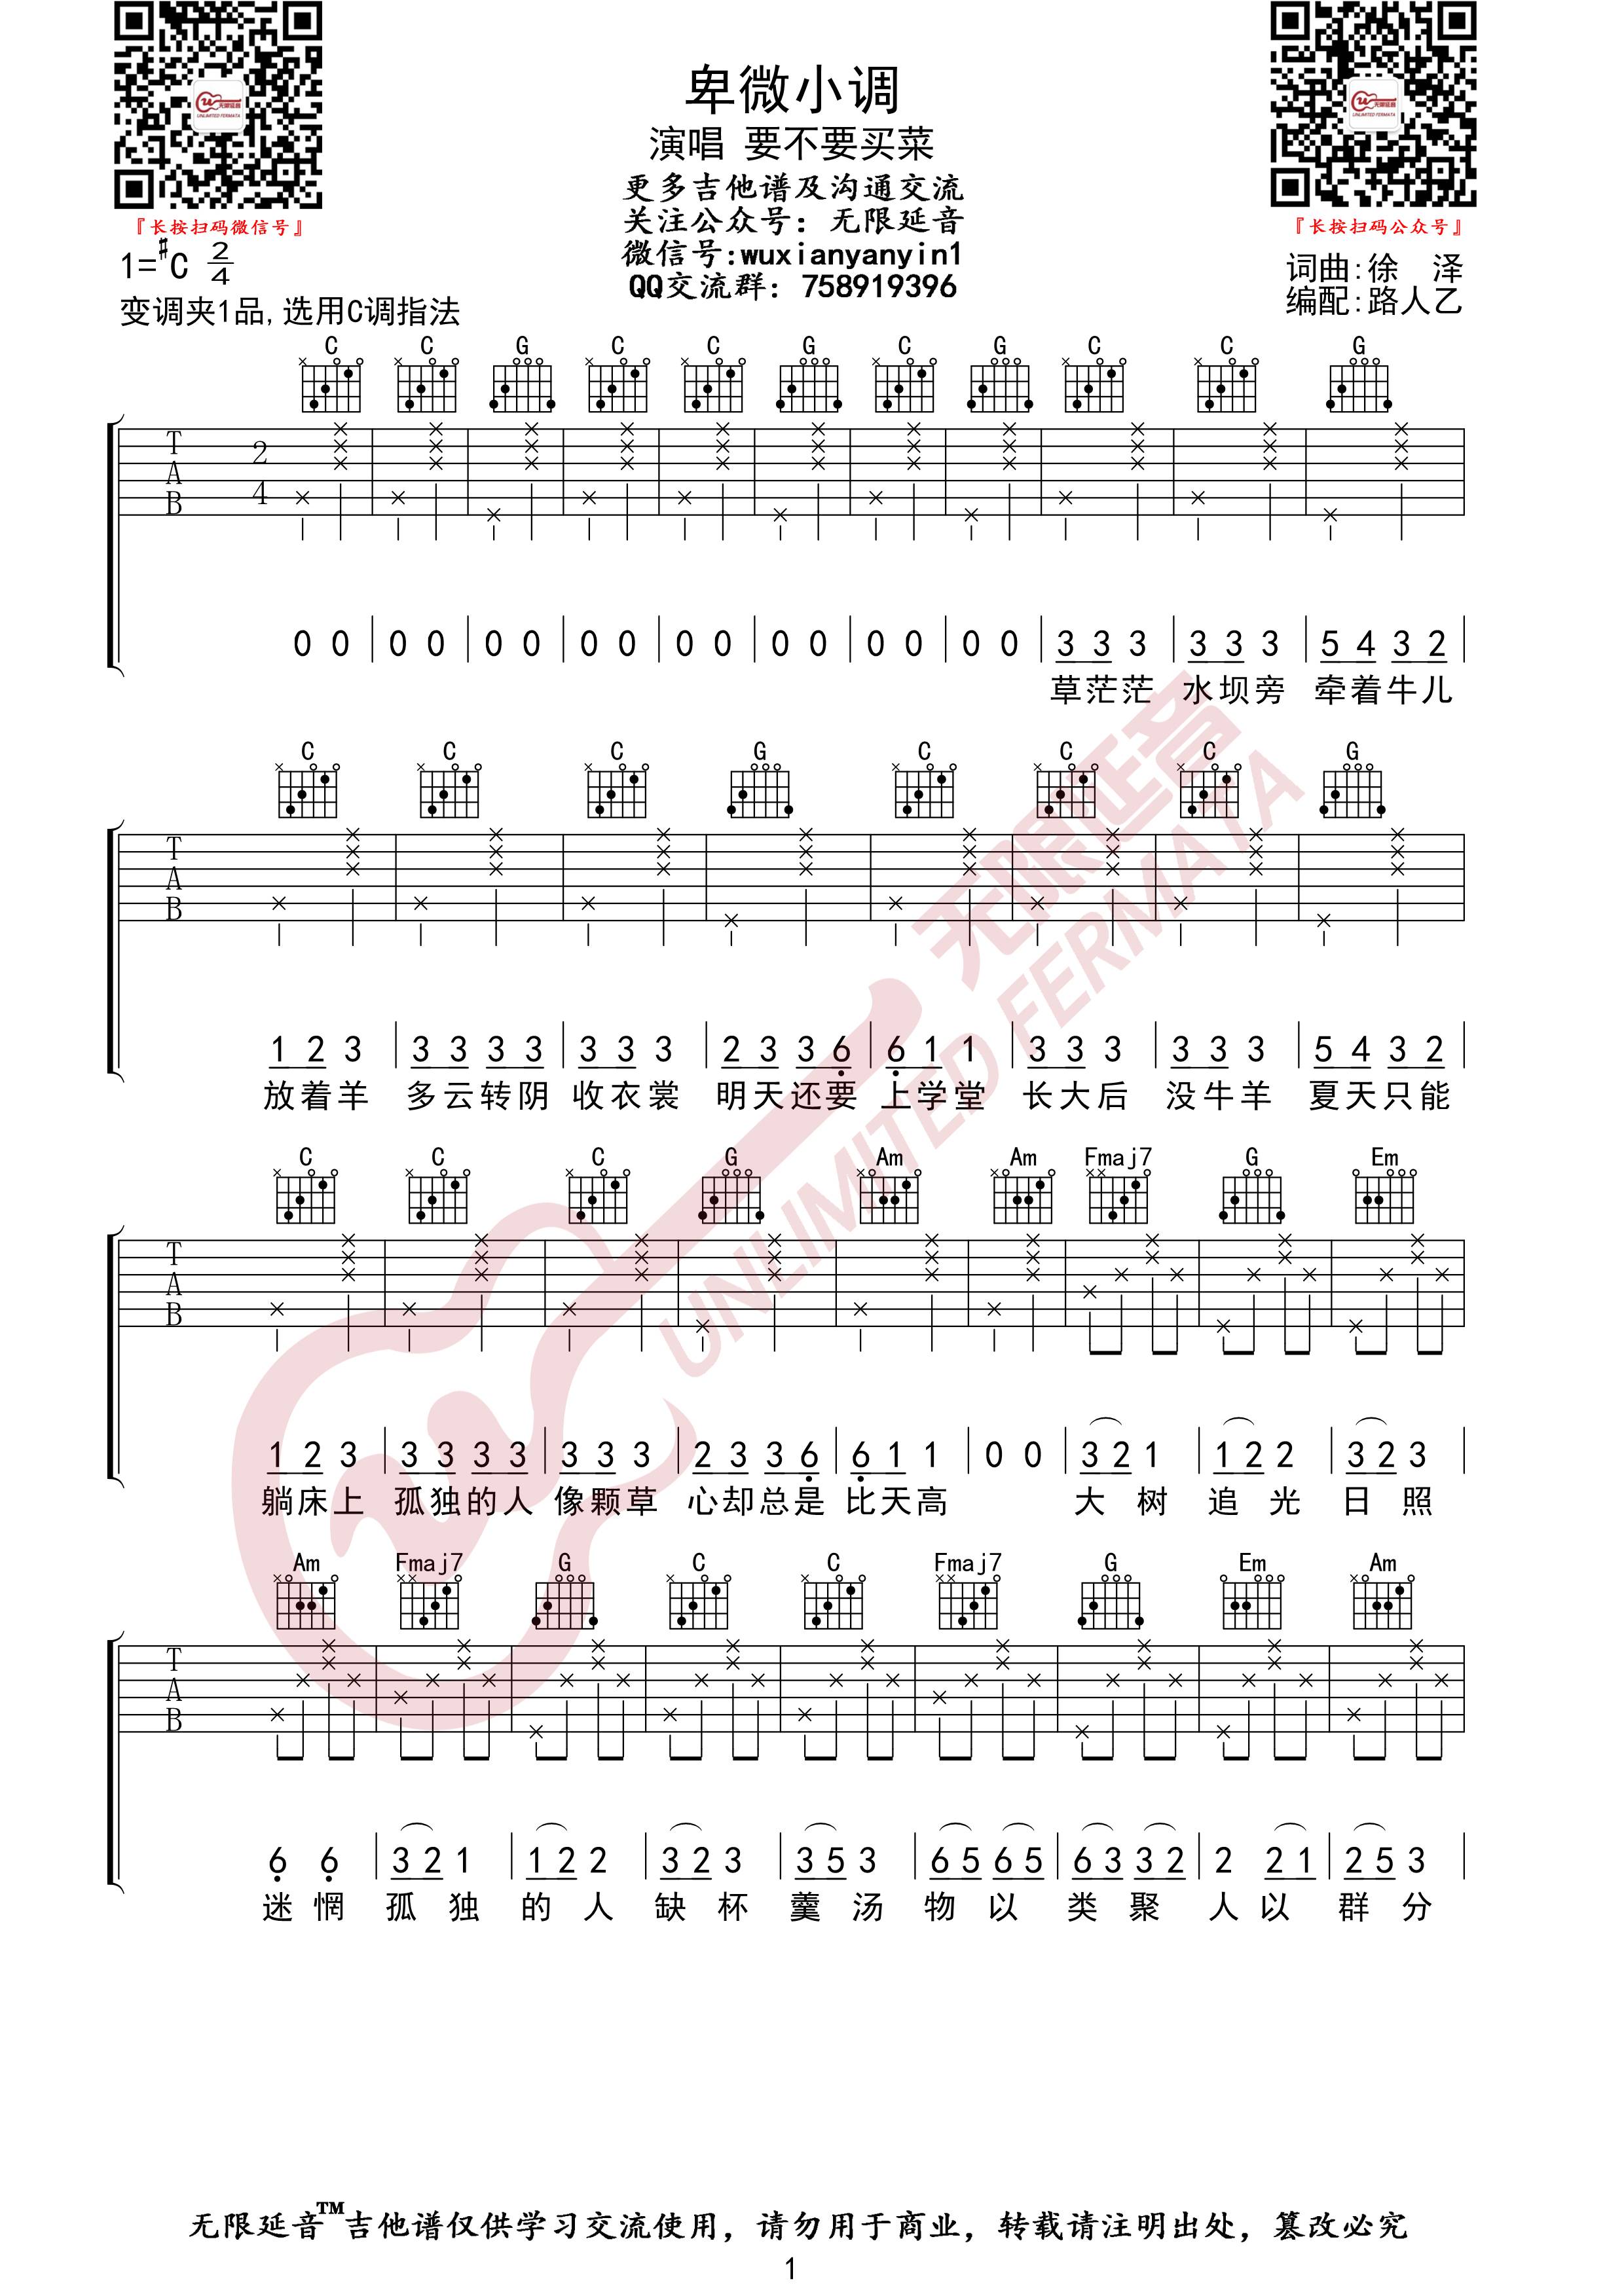 卑微小调
演唱 要不要买菜
更多吉他谱及沟通交流
关注公众号：无限延音
微信号:wuxianyanyin1
QQ交流群：758919396
无限延音
UNLIMITED FERMATA
『长按扫码微信号』
无限延音
UNLIMITED FERMATA
『长按扫码公众号』
1=#C 2/4
变调夹1品,选用C调指法
词曲:徐 泽
编配:路人乙
C C G C C G C G C C G
T A B 2 4
0 0 | 0 0 | 0 0 | 0 0 | 0 0 | 0 0 | 0 0 | 0 0 | 3 3 3 | 3 3 3 | 5 4 3 2 |
草茫茫 水坝旁 牵着牛儿
C C C G C C C G
T A B
1 2 3 | 3 3 3 3 | 3 3 3 | 2 3 3 6 | 6 1 1 | 3 3 3 | 3 3 3 | 5 4 3 2 |
放着羊 多云转阴 收衣裳 明天还要 上学堂 长大后 没牛羊 夏天只能
C C C G Am Am Fmaj7 G Em
T A B
1 2 3 | 3 3 3 3 | 3 3 3 | 2 3 3 6 | 6 1 1 | 0 0 | 3 2 1 | 1 2 2 | 3 2 3 |
躺床上 孤独的人 像颗草 心却总是 比天高 大 树 追 光 日 照
Am Fmaj7 G C C Fmaj7 G Em Am
T A B
6 6 | 3 2 1 | 1 2 2 | 3 2 3 | 3 5 3 | 6 5 6 5 | 6 3 3 2 | 2 2 1 | 2 5 3 |
迷 惘 孤 独 的 人 缺 杯 羹 汤 物 以 类 聚 人 以 群 分
无限延音
UNLIMITED FERMATA
无限延音™吉他谱仅供学习交流使用，请勿用于商业，转载请注明出处，篡改必究
1